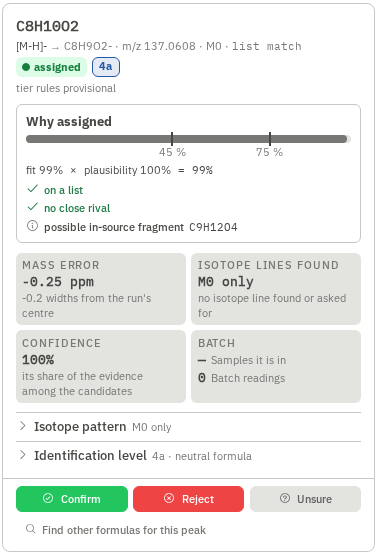 C8H10O2
[M-H]- → C8H9O2- · m/z 137.0608 · M0 · list match
assigned 4a
tier rules provisional
Why assigned
45 % 75 %
fit 99% × plausibility 100% = 99%
on a list
no close rival
possible in-source fragment C9H12O4
MASS ERROR
-0.25 ppm
-0.2 widths from the run's
centre
ISOTOPE LINES FOUND
M0 only
no isotope line found or asked
for
CONFIDENCE
100%
its share of the evidence
among the candidates
BATCH
— Samples it is in
0 Batch readings
Isotope pattern M0 only
Identification level 4a · neutral formula
Confirm Reject Unsure
Find other formulas for this peak